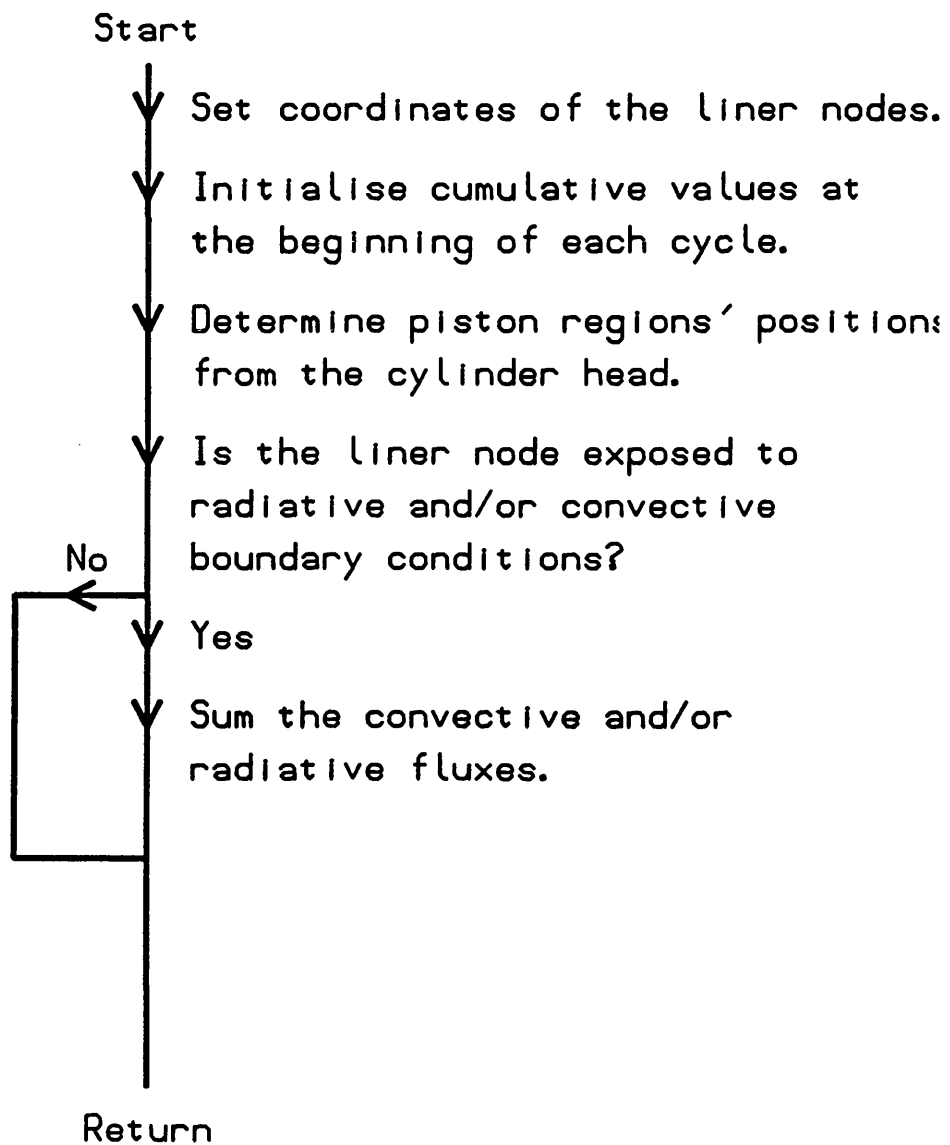 Start
Set coordinates of the liner nodes.
Initialise cumulative values at
the beginning of each cycle.
Determine piston regions' positions
from the cylinder head.
Is the liner node exposed to
radiative and/or convective
boundary conditions?
No
Yes
Sum the convective and/or
radiative fluxes.
Return